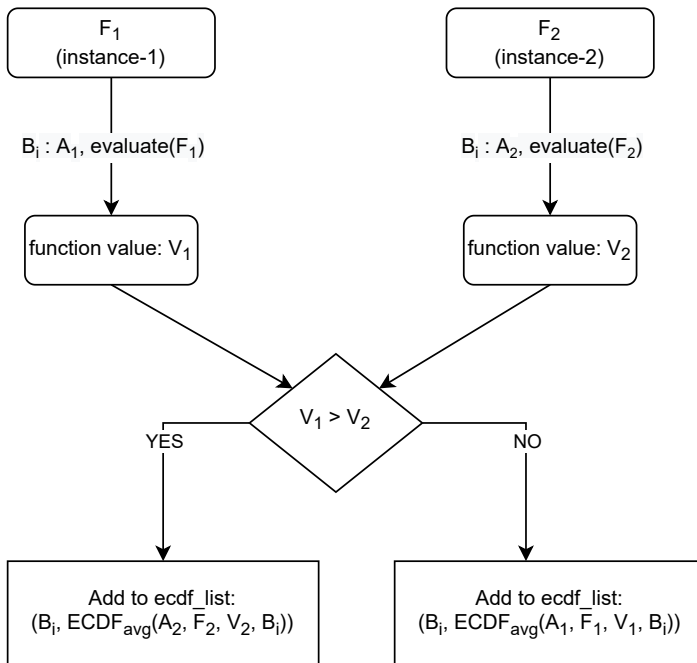 F₁
(instance-1)
F₂
(instance-2)
Bᵢ : A₁, evaluate(F₁)
Bᵢ : A₂, evaluate(F₂)
function value: V₁
function value: V₂
V₁ > V₂
YES
NO
Add to ecdf_list:
(Bᵢ, ECDFavg(A₂, F₂, V₂, Bᵢ))
Add to ecdf_list:
(Bᵢ, ECDFavg(A₁, F₁, V₁, Bᵢ))